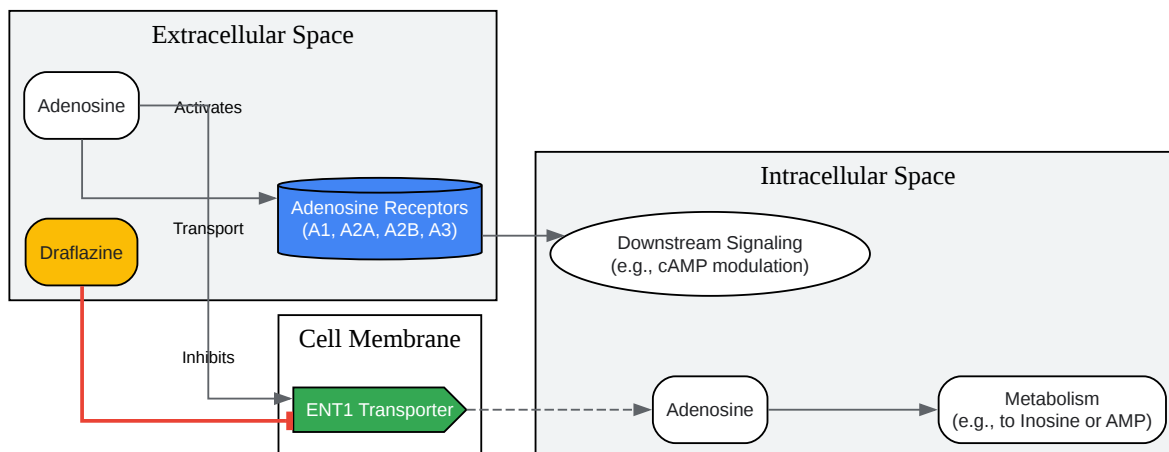 Extracellular Space
Adenosine
Activates
Adenosine Receptors
(A1, A2A, A2B, A3)
Transport
Draflazine
Intracellular Space
Downstream Signaling
(e.g., cAMP modulation)
Cell Membrane
Inhibits
ENT1 Transporter
Adenosine
Metabolism
(e.g., to Inosine or AMP)